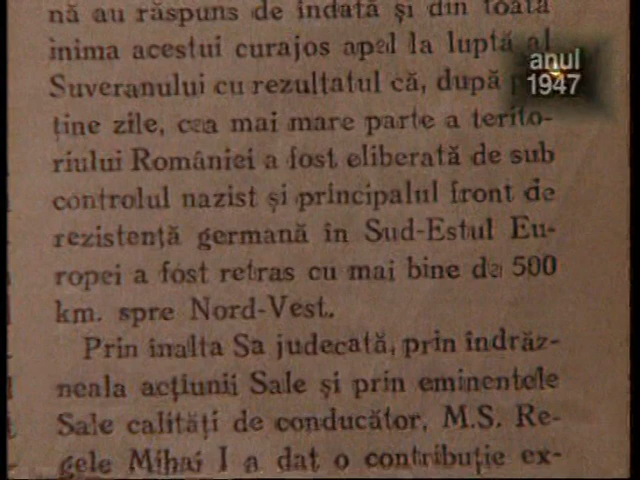 nă au răspuns de îndată și din toată
inima acestui curajos apel la luptă al
Suveranului cu rezultatul că, după
ține zile, cea mai mare parte a terito-
riului României a fost eliberată de sub
controlul nazist și principalul front de
rezistență germană în Sud-Estul Eu-
ropei a fost retras cu mai bine de 500
km. spre Nord-Vest.
Prin înalta Sa judecată, prin îndrăz-
neala acțiunii Sale și prin eminentele
Sale calități de conducător, M.S. Re-
gele Mihai I a dat o contribuție ex-
anul
1947